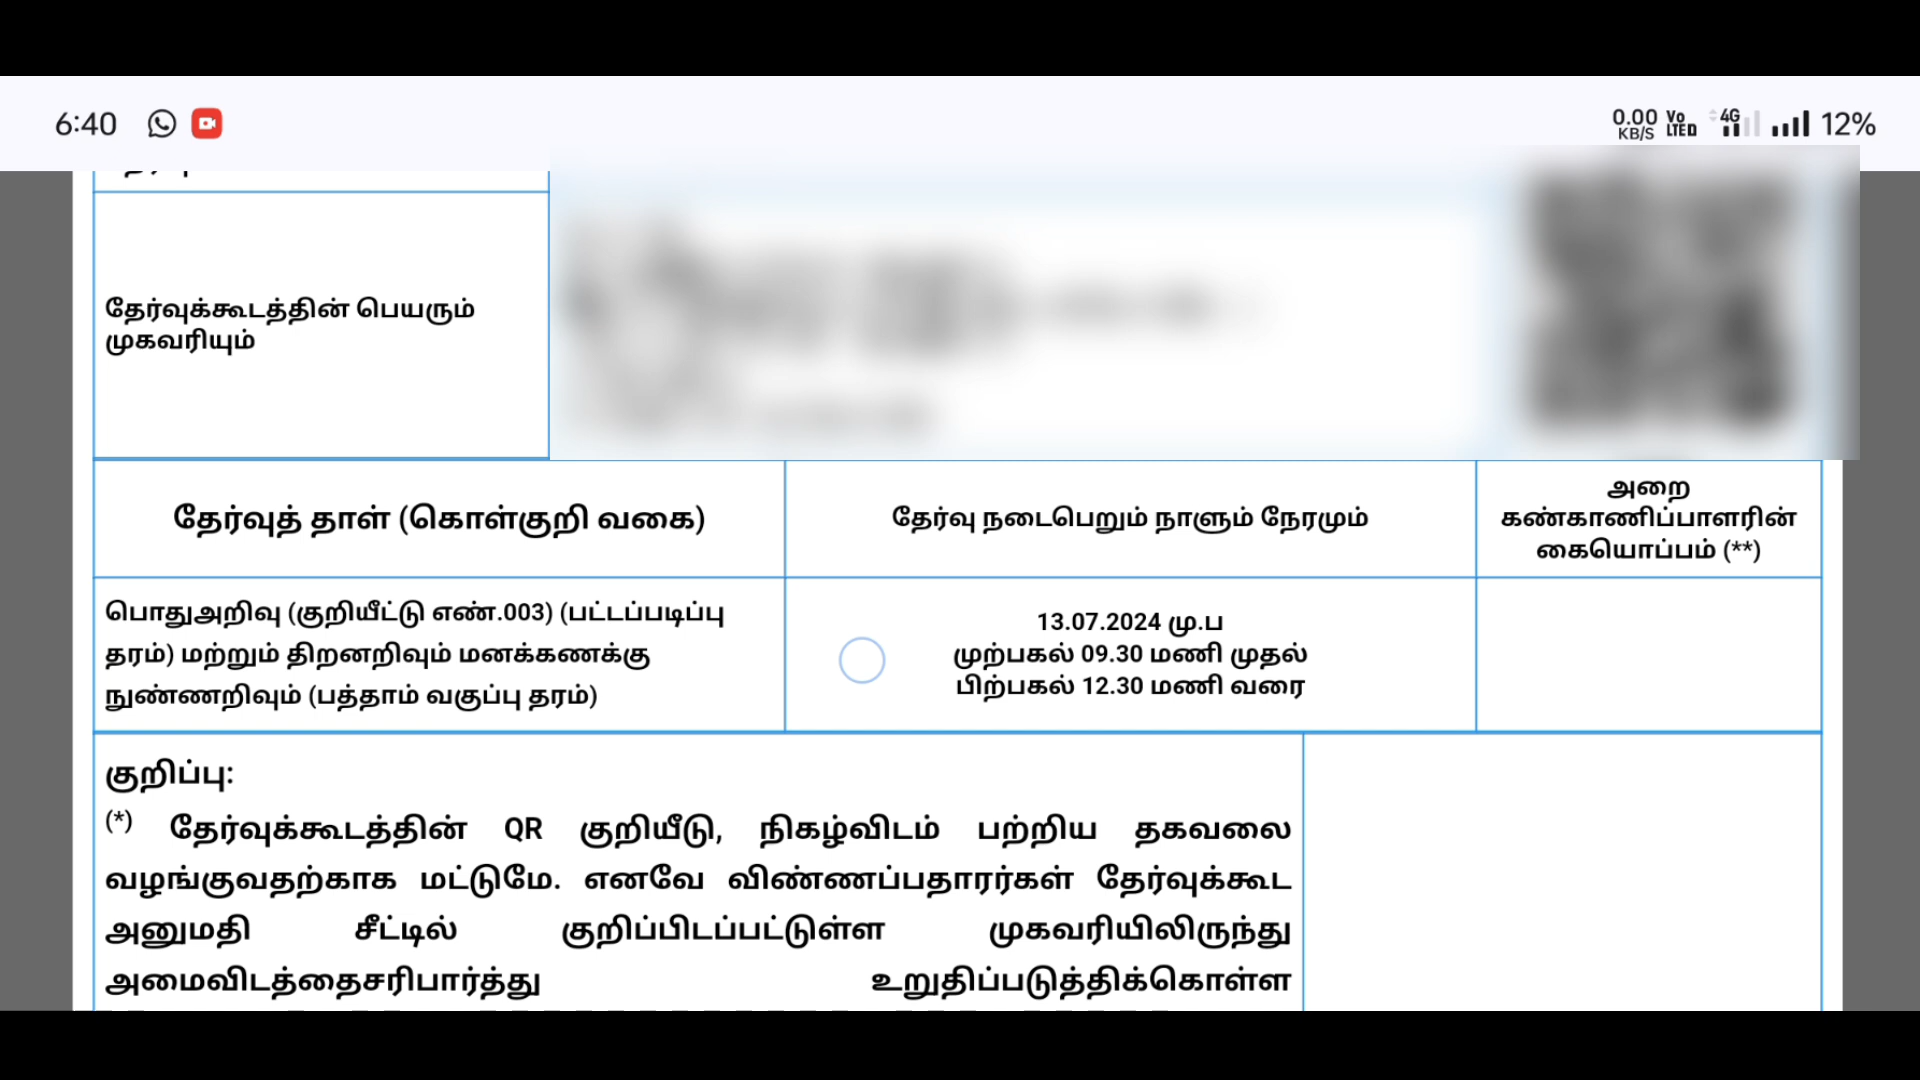 6:40
0.00 KB/S
Vo LTE
4G
12%
தேர்வுக்கூடத்தின் பெயரும்
முகவரியும்
தேர்வுத் தாள் (கொள்குறி வகை)
தேர்வு நடைபெறும் நாளும் நேரமும்
அறை
கண்காணிப்பாளரின்
கையொப்பம் (**)
பொதுஅறிவு (குறியீட்டு எண்.003) (பட்டப்படிப்பு
தரம்) மற்றும் திறனறிவும் மனக்கணக்கு
நுண்ணறிவும் (பத்தாம் வகுப்பு தரம்)
13.07.2024 மு.ப
முற்பகல் 09.30 மணி முதல்
பிற்பகல் 12.30 மணி வரை
குறிப்பு:
(*) தேர்வுக்கூடத்தின் QR குறியீடு, நிகழ்விடம் பற்றிய தகவலை
வழங்குவதற்காக மட்டுமே. எனவே விண்ணப்பதாரர்கள் தேர்வுக்கூட
அனுமதி சீட்டில் குறிப்பிடப்பட்டுள்ள முகவரியிலிருந்து
அமைவிடத்தைசரிபார்த்து உறுதிப்படுத்திக்கொள்ள